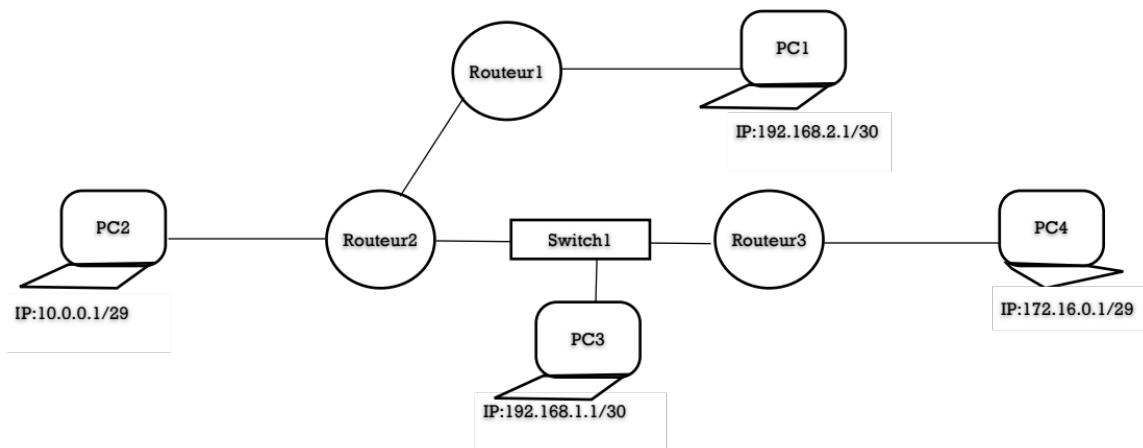 PC1
Routeur1
IP:192.168.2.1/30
PC2
Routeur2
Switch1
Routeur3
PC4
IP:10.0.0.1/29
IP:172.16.0.1/29
PC3
IP:192.168.1.1/30